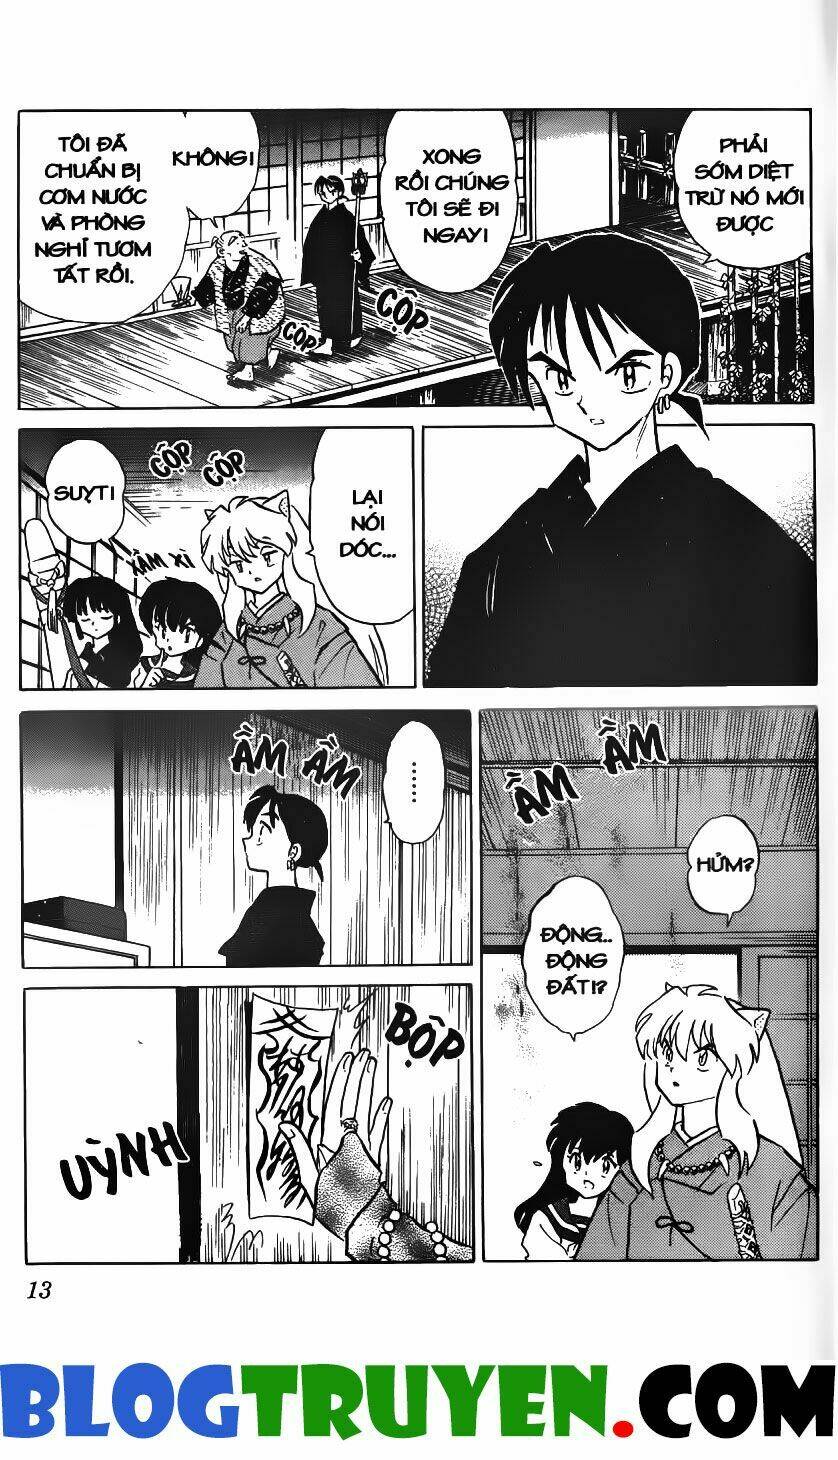 PHẢI
SỚM DIỆT
TRỪ NÓ MỚI
ĐƯỢC
XONG
RỒI CHÚNG
TÔI SẼ ĐI
NGAY!
KHÔNG!
TÔI ĐÃ
CHUẨN BỊ
CƠM NƯỚC
VÀ PHÒNG
NGHỈ TƯƠM
TẤT RỒI.
CỘP
CỘP
LẠI
NÓI
DÓC...
CỘP
CỘP
SUỴT!
XẦM XÌ
ẦM ẦM
HỬM?
ĐỘNG..
ĐỘNG
ĐẤT!?
.......
ẦM ẦM
BỘP
UỲNH
13
BLOGTRUYEN.COM